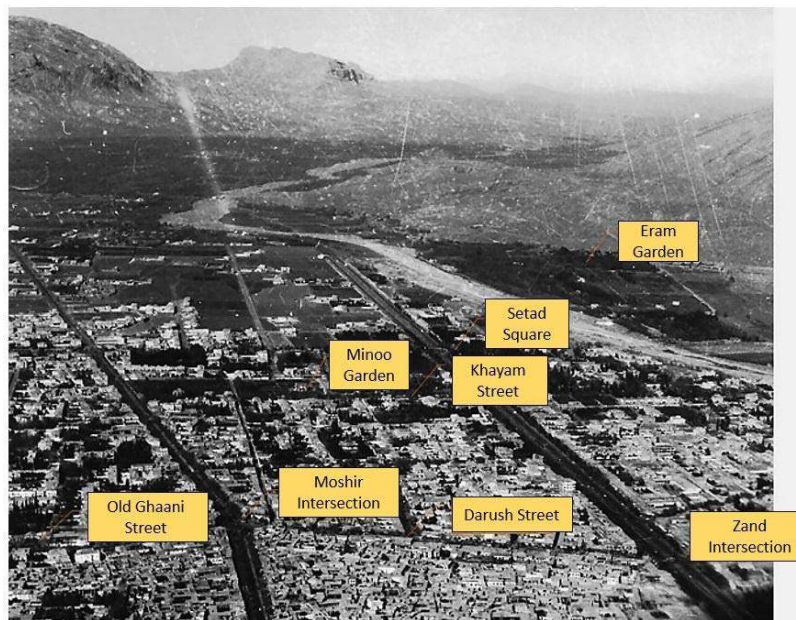 Eram
Garden
Setad
Square
Minoo
Garden
Khayam
Street
Moshir
Intersection
Old Ghaani
Street
Darush Street
Zand
Intersection